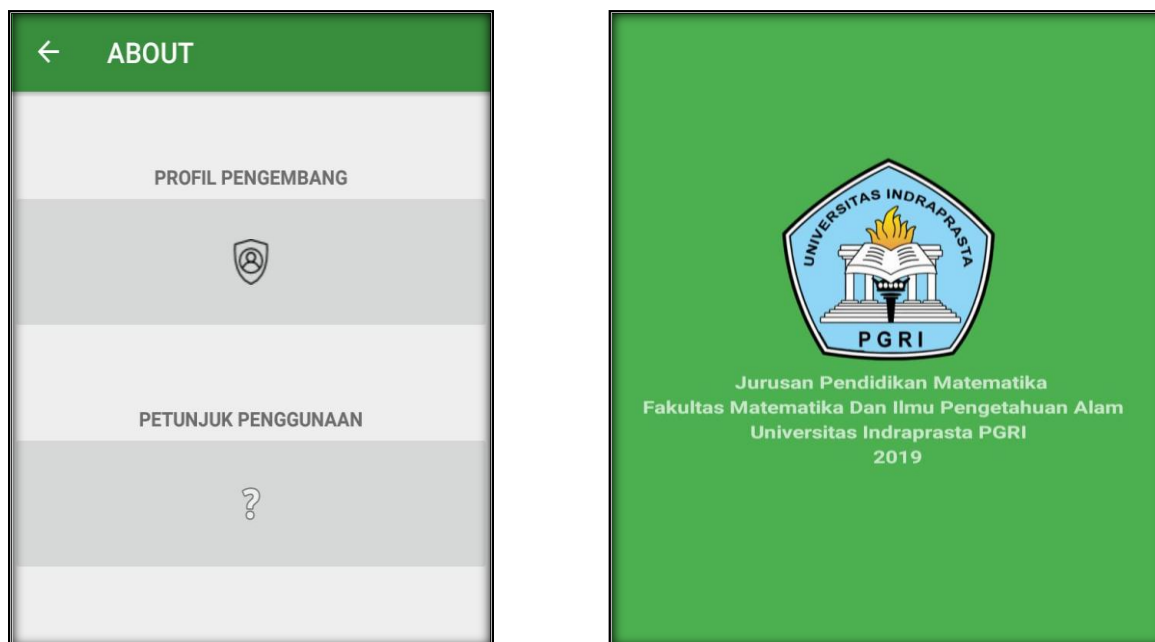 ABOUT
PROFIL PENGEMBANG
PETUNJUK PENGGUNAAN
?
UNIVERSITAS INDRAPRASTA
PGRI
Jurusan Pendidikan Matematika
Fakultas Matematika Dan Ilmu Pengetahuan Alam
Universitas Indraprasta PGRI
2019